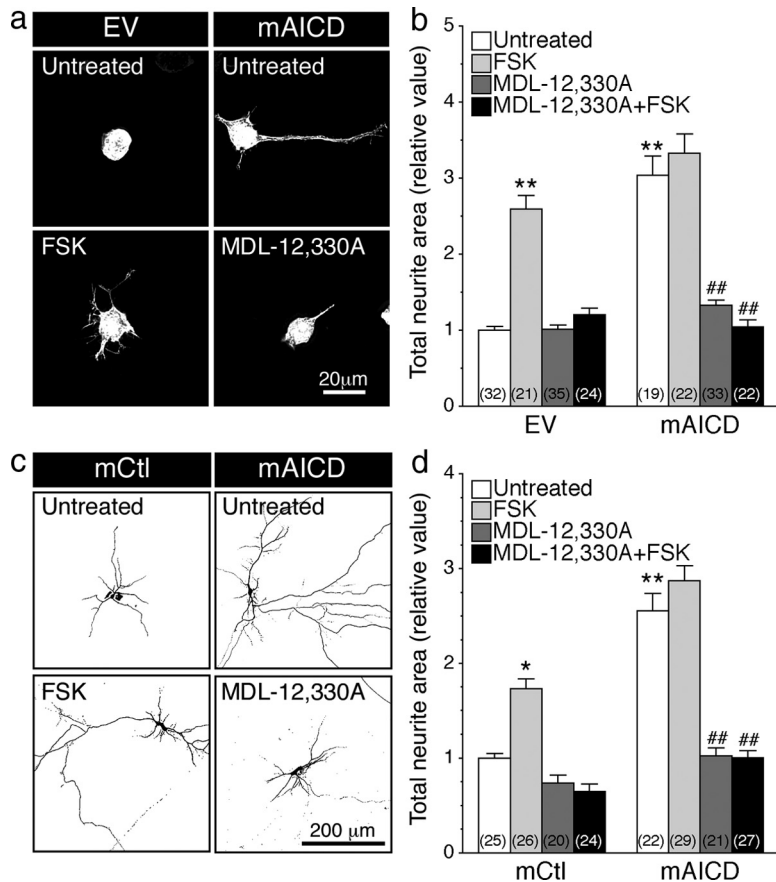 a
EV mAICD
Untreated Untreated
FSK MDL-12,330A
20μm
b
Total neurite area (relative value)
5
4
3
2
1
0
Untreated
FSK
MDL-12,330A
MDL-12,330A+FSK
**
**
##
##
(32) (21) (35) (24) (19) (22) (33) (22)
EV mAICD
c
mCtl mAICD
Untreated Untreated
FSK MDL-12,330A
200 μm
d
Total neurite area (relative value)
4
3
2
1
0
Untreated
FSK
MDL-12,330A
MDL-12,330A+FSK
*
**
## ##
(25) (26) (20) (24) (22) (29) (21) (27)
mCtl mAICD